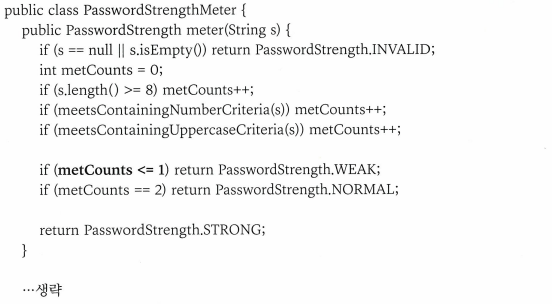 public class PasswordStrengthMeter {
public PasswordStrength meter(String s) {
if (s == null || s.isEmpty()) return PasswordStrength.INVALID;
int metCounts = 0;
if (s.length() >= 8) metCounts++;
if (meetsContainingNumberCriteria(s)) metCounts++;
if (meetsContainingUppercaseCriteria(s)) metCounts++;
if (metCounts <= 1) return PasswordStrength.WEAK;
if (metCounts == 2) return PasswordStrength.NORMAL;
return PasswordStrength.STRONG;
}
…생략